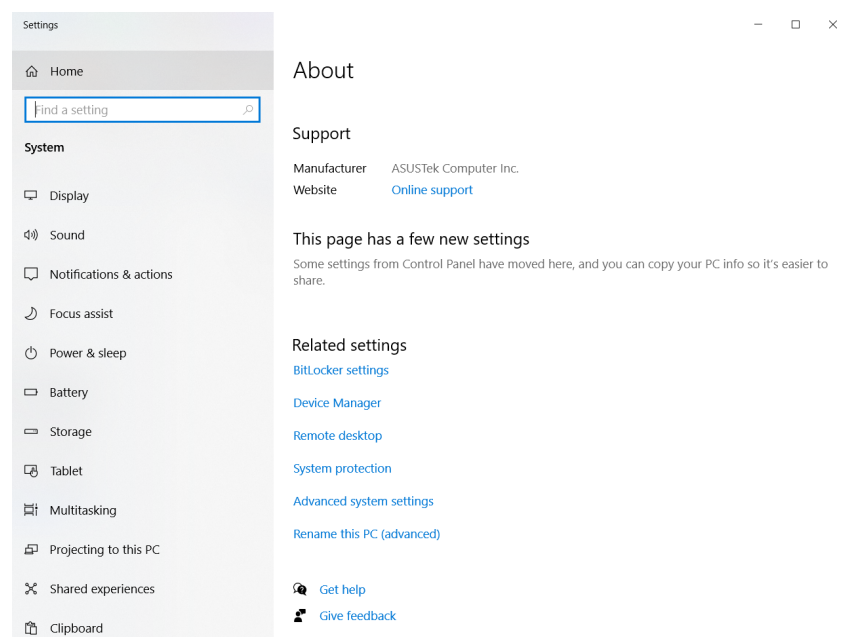 Settings
Home
Find a setting
System
Display
Sound
Notifications & actions
Focus assist
Power & sleep
Battery
Storage
Tablet
Multitasking
Projecting to this PC
Shared experiences
Clipboard
About
Support
Manufacturer ASUSTek Computer Inc.
Website Online support
This page has a few new settings
Some settings from Control Panel have moved here, and you can copy your PC info so it's easier to
share.
Related settings
BitLocker settings
Device Manager
Remote desktop
System protection
Advanced system settings
Rename this PC (advanced)
Get help
Give feedback